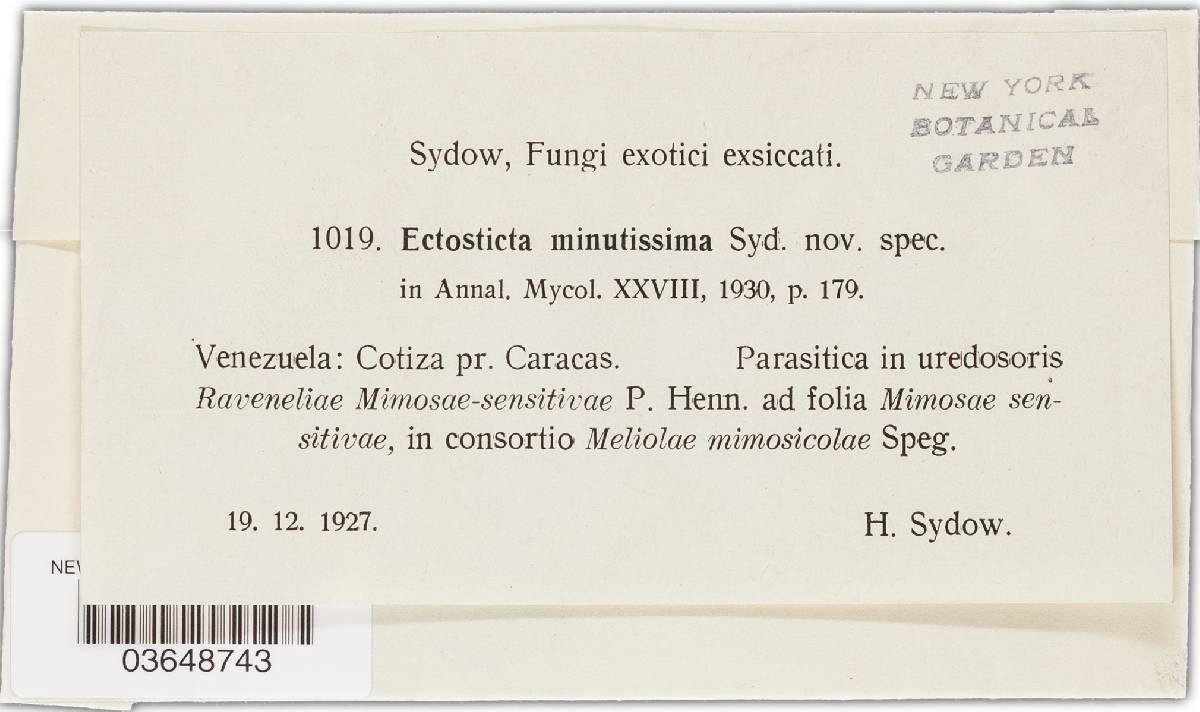 NEW YORK
BOTANICAL
GARDEN
Sydow, Fungi exotici exsiccati.
1019. Ectosticta minutissima Syd. nov. spec.
in Annal. Mycol. XXVIII, 1930, p. 179.
Venezuela: Cotiza pr. Caracas. Parasitica in uredosoris
Raveneliae Mimosae-sensitivae P. Henn. ad folia Mimosae sen-
sitivae, in consortio Meliolae mimosicolae Speg.
19. 12. 1927. H. Sydow.
03648743